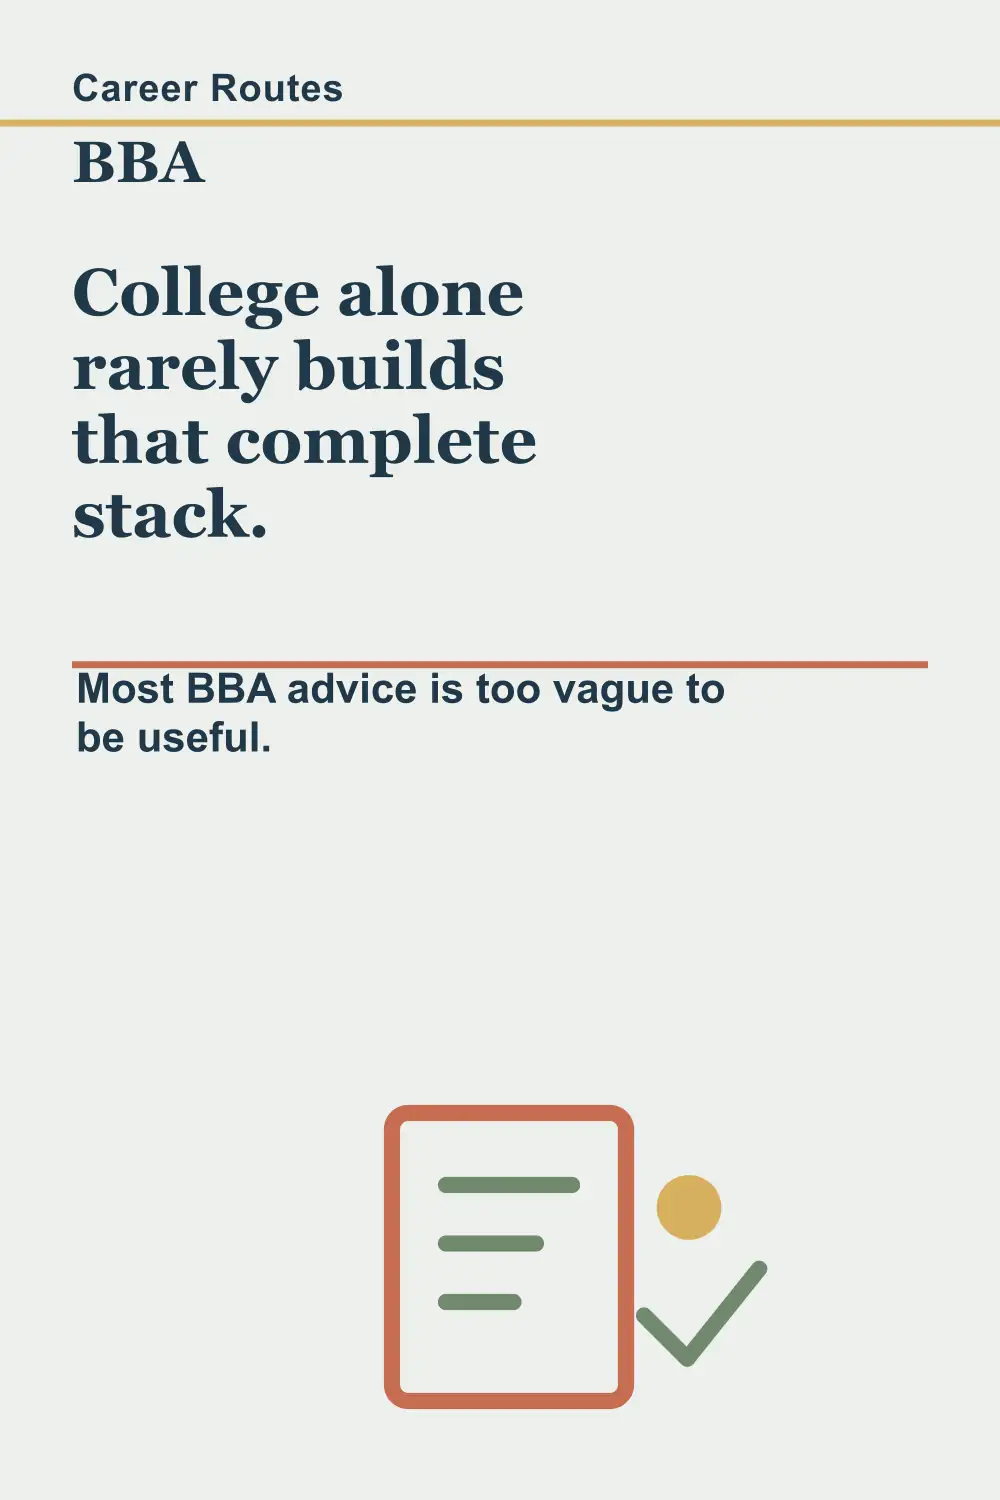 Career Routes
BBA
College alone
rarely builds
that complete
stack.
Most BBA advice is too vague to
be useful.